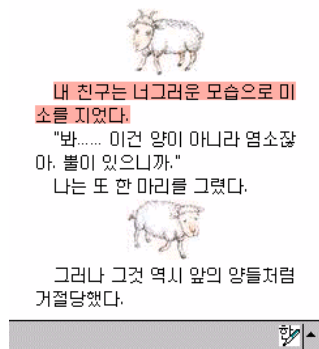 내 친구는 너그러운 모습으로 미
소를 지었다.
"봐...... 이건 양이 아니라 염소잖
아. 뿔이 있으니까."
나는 또 한 마리를 그렸다.
그러나 그것 역시 앞의 양들처럼
거절당했다.
한